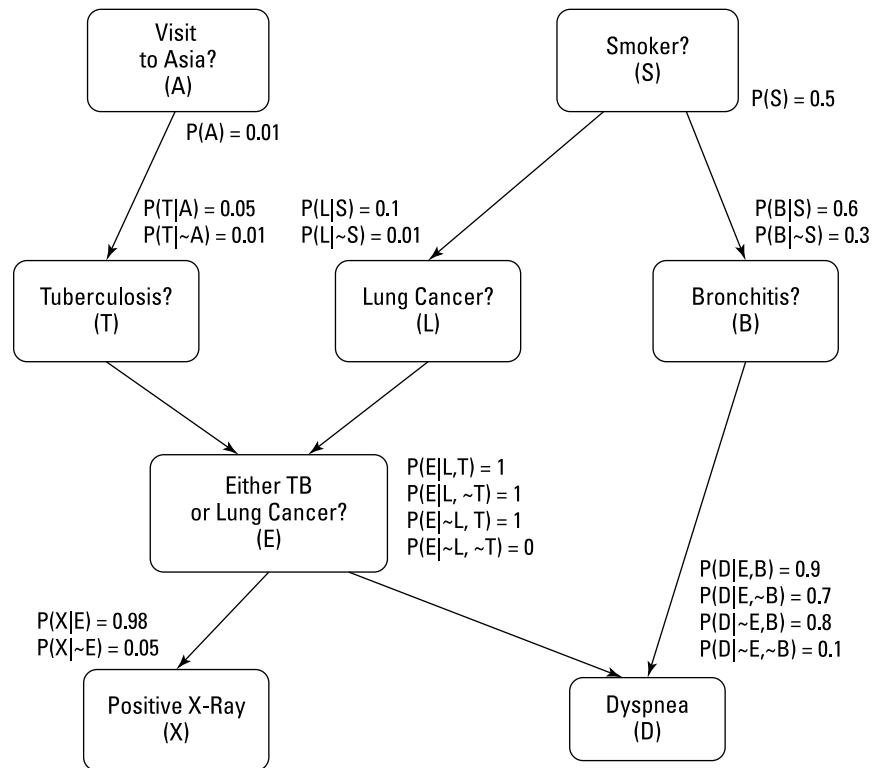 Visit
to Asia?
(A)
Smoker?
(S)
P(S) = 0.5
P(A) = 0.01
P(T|A) = 0.05
P(T|~A) = 0.01
P(L|S) = 0.1
P(L|~S) = 0.01
P(B|S) = 0.6
P(B|~S) = 0.3
Tuberculosis?
(T)
Lung Cancer?
(L)
Bronchitis?
(B)
Either TB
or Lung Cancer?
(E)
P(E|L,T) = 1
P(E|L, ~T) = 1
P(E|~L, T) = 1
P(E|~L, ~T) = 0
P(D|E,B) = 0.9
P(D|E,~B) = 0.7
P(D|~E,B) = 0.8
P(D|~E,~B) = 0.1
P(X|E) = 0.98
P(X|~E) = 0.05
Positive X-Ray
(X)
Dyspnea
(D)